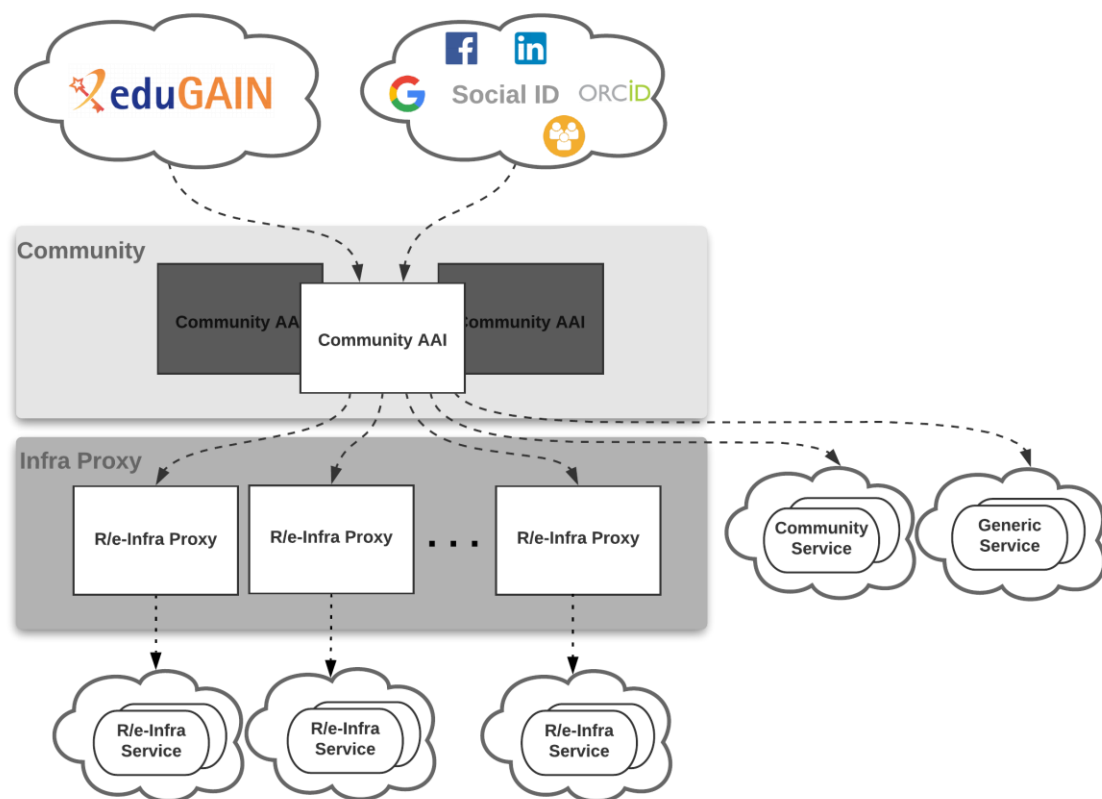 eduGAIN
f
in
G
Social ID
ORCiD
Community
Community AA
Community AAI
Community AAI
Infra Proxy
R/e-Infra Proxy
R/e-Infra Proxy
. . .
R/e-Infra Proxy
Community
Service
Generic
Service
R/e-Infra
Service
R/e-Infra
Service
R/e-Infra
Service